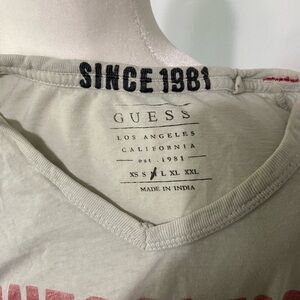 SINCE 1981
GUESS
LOS ANGELES
CALIFORNIA
est. 1981
XS S L XL XXL
MADE IN INDIA